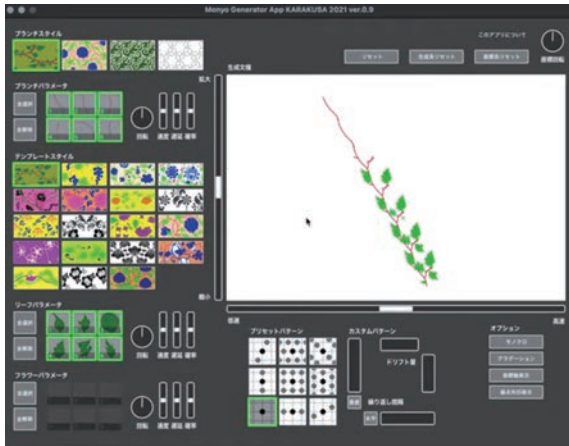 Monyo Generator App KARAKUSA 2021 ver.0.9
ブランチスタイル
このアプリについて
リセット
生成系リセット
座標系リセット
座標回転
生成文様
拡大
ブランチパラメータ
全選択
全解除
回転 速度 遅延 確率
テンプレートスタイル
縮小
低速
高速
リーフパラメータ
全選択
全解除
回転 速度 遅延 確率
フラワーパラメータ
全選択
全解除
回転 速度 遅延 確率
プリセットパターン
カスタムパターン
ドリフト量
繰り返し間隔
水平
オプション
モノクロ
グラデーション